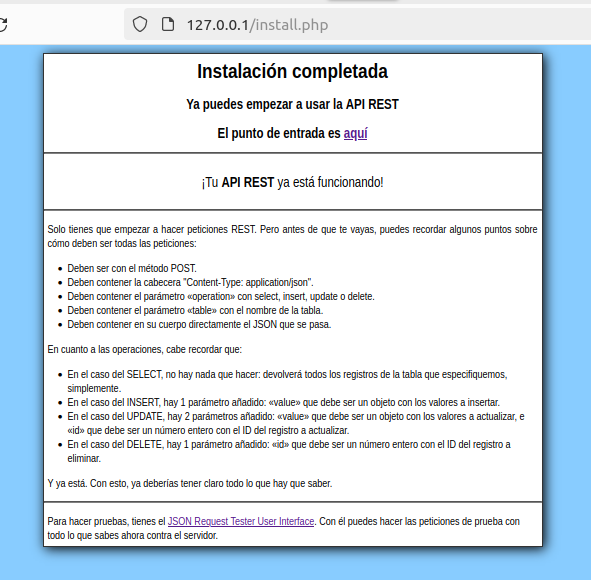 127.0.0.1/install.php
Instalación completada
Ya puedes empezar a usar la API REST
El punto de entrada es aquí
¡Tu API REST ya está funcionando!
Solo tienes que empezar a hacer peticiones REST. Pero antes de que te vayas, puedes recordar algunos puntos sobre
cómo deben ser todas las peticiones:
• Deben ser con el método POST.
• Deben contener la cabecera "Content-Type: application/json".
• Deben contener el parámetro «operation» con select, insert, update o delete.
• Deben contener el parámetro «table» con el nombre de la tabla.
• Deben contener en su cuerpo directamente el JSON que se pasa.
En cuanto a las operaciones, cabe recordar que:
• En el caso del SELECT, no hay nada que hacer: devolverá todos los registros de la tabla que especifiquemos,
simplemente.
• En el caso del INSERT, hay 1 parámetro añadido: «value» que debe ser un objeto con los valores a insertar.
• En el caso del UPDATE, hay 2 parámetros añadido: «value» que debe ser un objeto con los valores a actualizar, e
«id» que debe ser un número entero con el ID del registro a actualizar.
• En el caso del DELETE, hay 1 parámetro añadido: «id» que debe ser un número entero con el ID del registro a
eliminar.
Y ya está. Con esto, ya deberías tener claro todo lo que hay que saber.
Para hacer pruebas, tienes el JSON Request Tester User Interface. Con él puedes hacer las peticiones de prueba con
todo lo que sabes ahora contra el servidor.